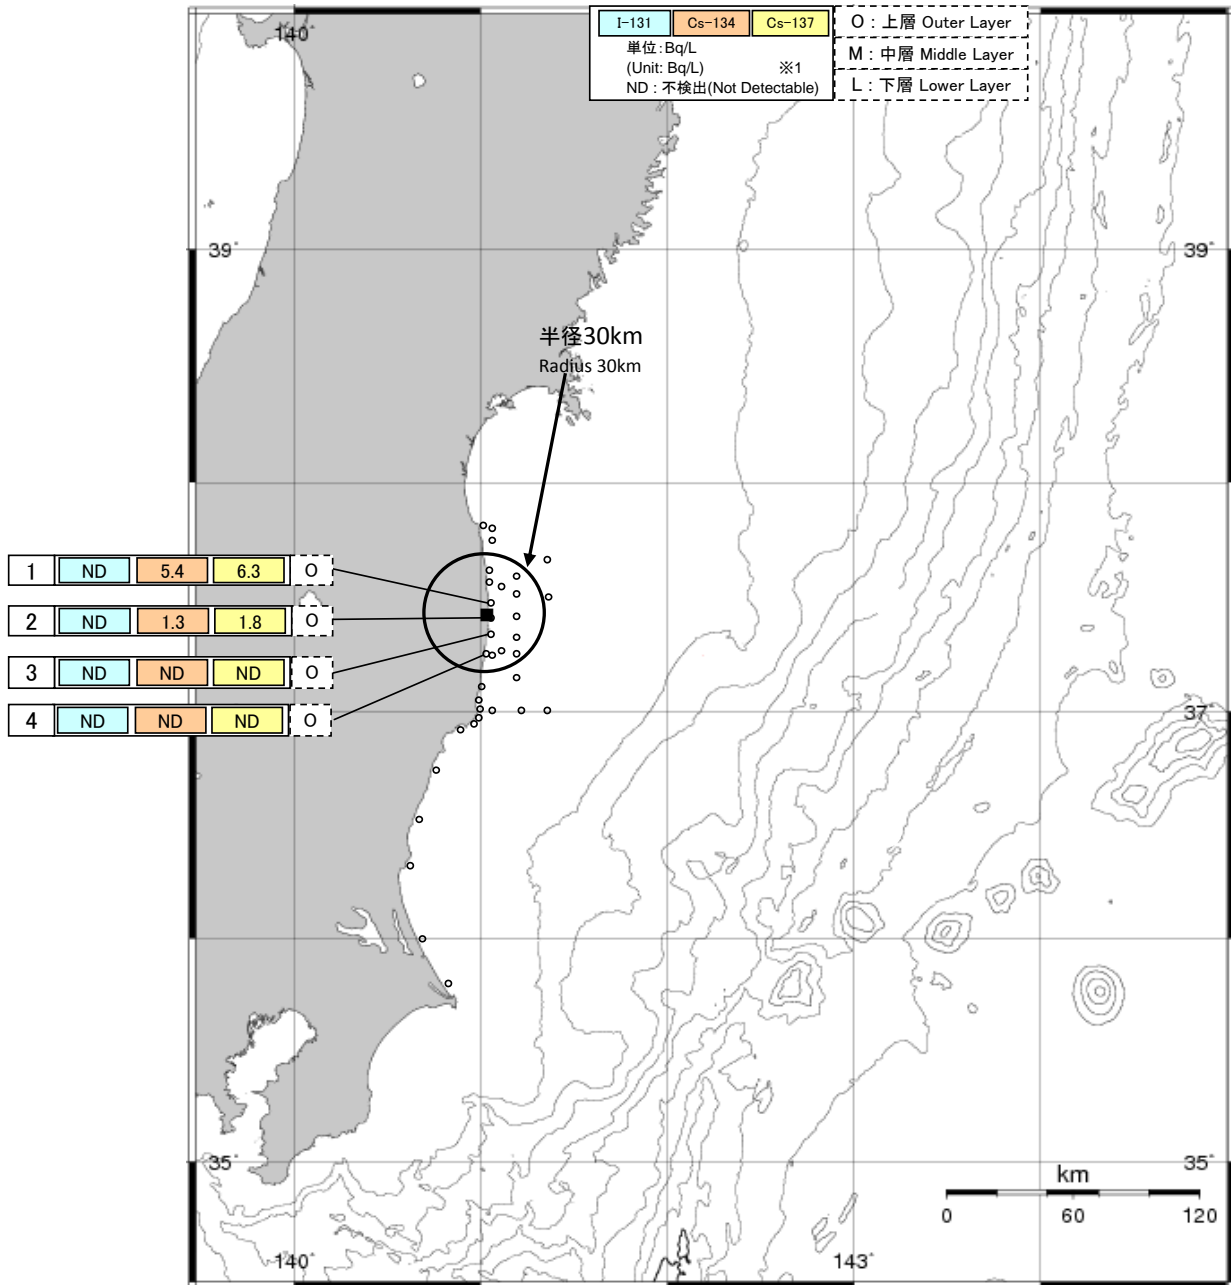 I-131 Cs-134 Cs-137
単位:Bq/L
(Unit: Bq/L) ※1
ND : 不検出(Not Detectable)
O : 上層 Outer Layer
M : 中層 Middle Layer
L : 下層 Lower Layer
140°
39° 39°
半径30km
Radius 30km
1 ND 5.4 6.3 O
2 ND 1.3 1.8 O
3 ND ND ND O
4 ND ND ND O
37°
35° 35°
km
0 60 120
140° 143°